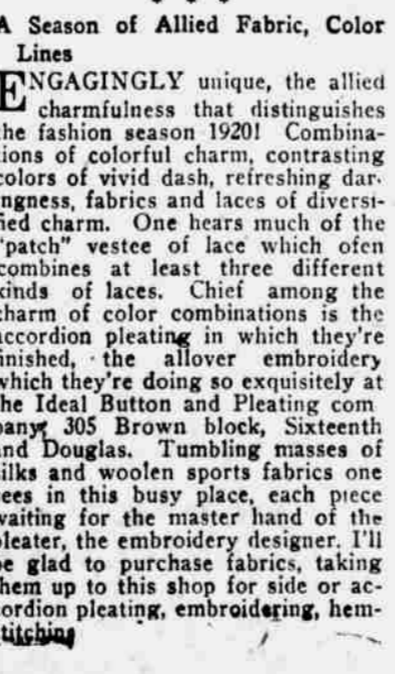 A Season of Allied Fabric, Color
Lines
ENGAGINGLY unique, the allied
charmfulness that distinguishes
the fashion season 1920! Combina-
tions of colorful charm, contrasting
colors of vivid dash, refreshing dar-
ingness, fabrics and laces of diversi-
fied charm. One hears much of the
"patch" vestee of lace which ofen
combines at least three different
kinds of laces. Chief among the
charm of color combinations is the
accordion pleating in which they're
finished, the allover embroidery
which they're doing so exquisitely at
the Ideal Button and Pleating com
pany, 305 Brown block, Sixteenth
and Douglas. Tumbling masses of
silks and woolen sports fabrics one
sees in this busy place, each piece
waiting for the master hand of the
pleater, the embroidery designer. I'll
be glad to purchase fabrics, taking
them up to this shop for side or ac-
cordion pleating, embroidering, hem-
stitching